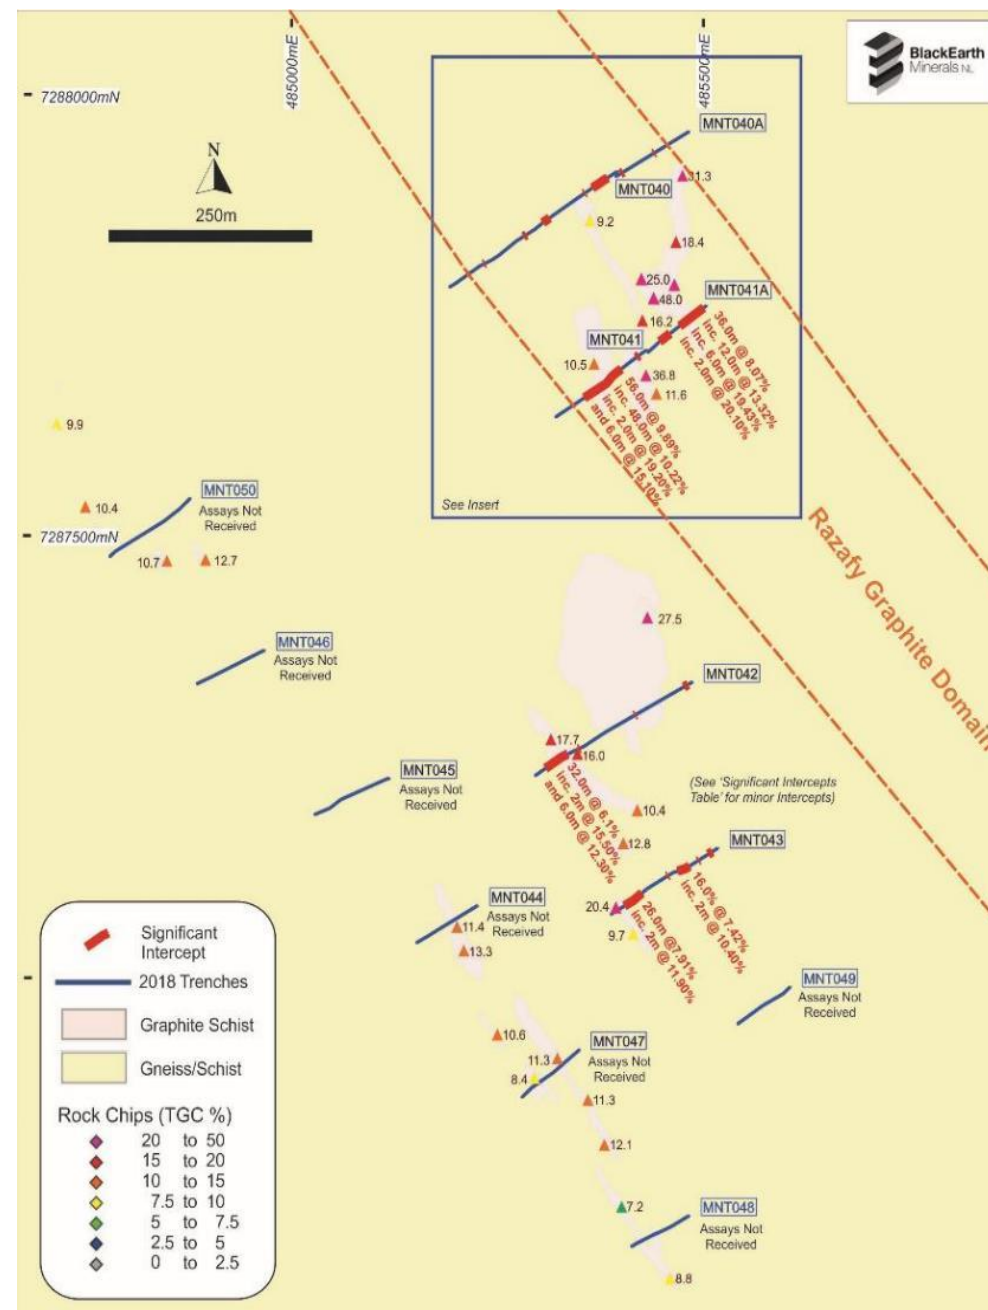 485000mE
485500mE
BlackEarth
Minerals NL
7288000mN
MNT040A
N
250m
MNT040
31.3
9.2
18.4
25.0
48.0
MNT041A
16.2
MNT041
10.5
36.8
11.6
36.0m @ 8.07%
inc. 12.0m @ 13.32%
inc. 6.0m @ 19.43%
inc. 2.0m @ 20.10%
56.0m @ 9.89%
inc. 48.0m @ 10.22%
inc. 2.0m @ 19.20%
and 6.0m @ 15.10%
See Insert
9.9
MNT050
Assays Not
Received
10.4
7287500mN
10.7
12.7
Razafy Graphite Domain
27.5
MNT046
Assays Not
Received
MNT042
17.7
16.0
32.0m @ 6.1%
inc. 2m @ 15.50%
and 6.0m @ 12.30%
MNT045
Assays Not
Received
(See 'Significant Intercepts
Table' for minor Intercepts)
10.4
12.8
MNT043
16.0% @ 7.42%
inc. 2m @ 10.40%
20.4
9.7
26.0m @7.91%
inc. 2m @ 11.90%
MNT044
Assays Not
Received
11.4
13.3
MNT049
Assays Not
Received
10.6
11.3
8.4
MNT047
Assays Not
Received
11.3
12.1
7.2
MNT048
Assays Not
Received
8.8
Significant
Intercept
2018 Trenches
Graphite Schist
Gneiss/Schist
Rock Chips (TGC %)
20 to 50
15 to 20
10 to 15
7.5 to 10
5 to 7.5
2.5 to 5
0 to 2.5